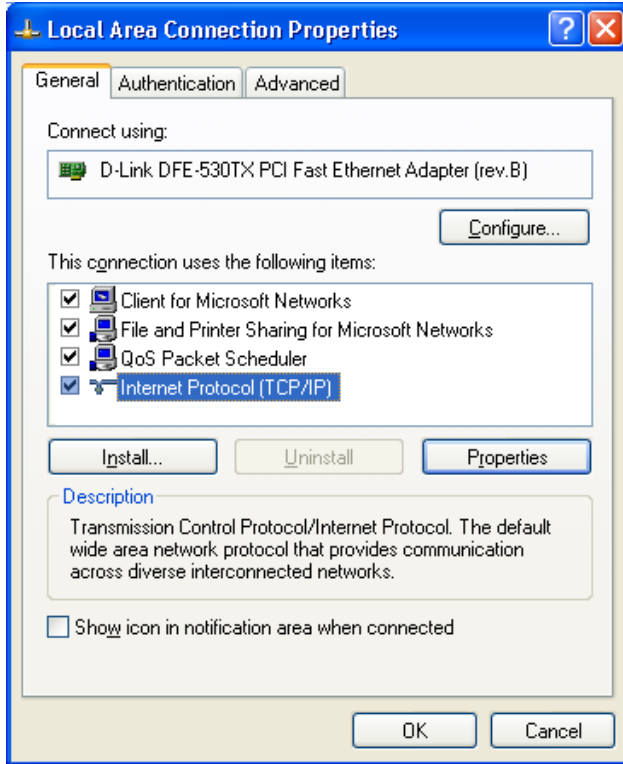 Local Area Connection Properties
General Authentication Advanced
Connect using:
D-Link DFE-530TX PCI Fast Ethernet Adapter (rev.B)
Configure...
This connection uses the following items:
Client for Microsoft Networks
File and Printer Sharing for Microsoft Networks
QoS Packet Scheduler
Internet Protocol (TCP/IP)
Install... Uninstall Properties
Description
Transmission Control Protocol/Internet Protocol. The default
wide area network protocol that provides communication
across diverse interconnected networks.
Show icon in notification area when connected
OK Cancel